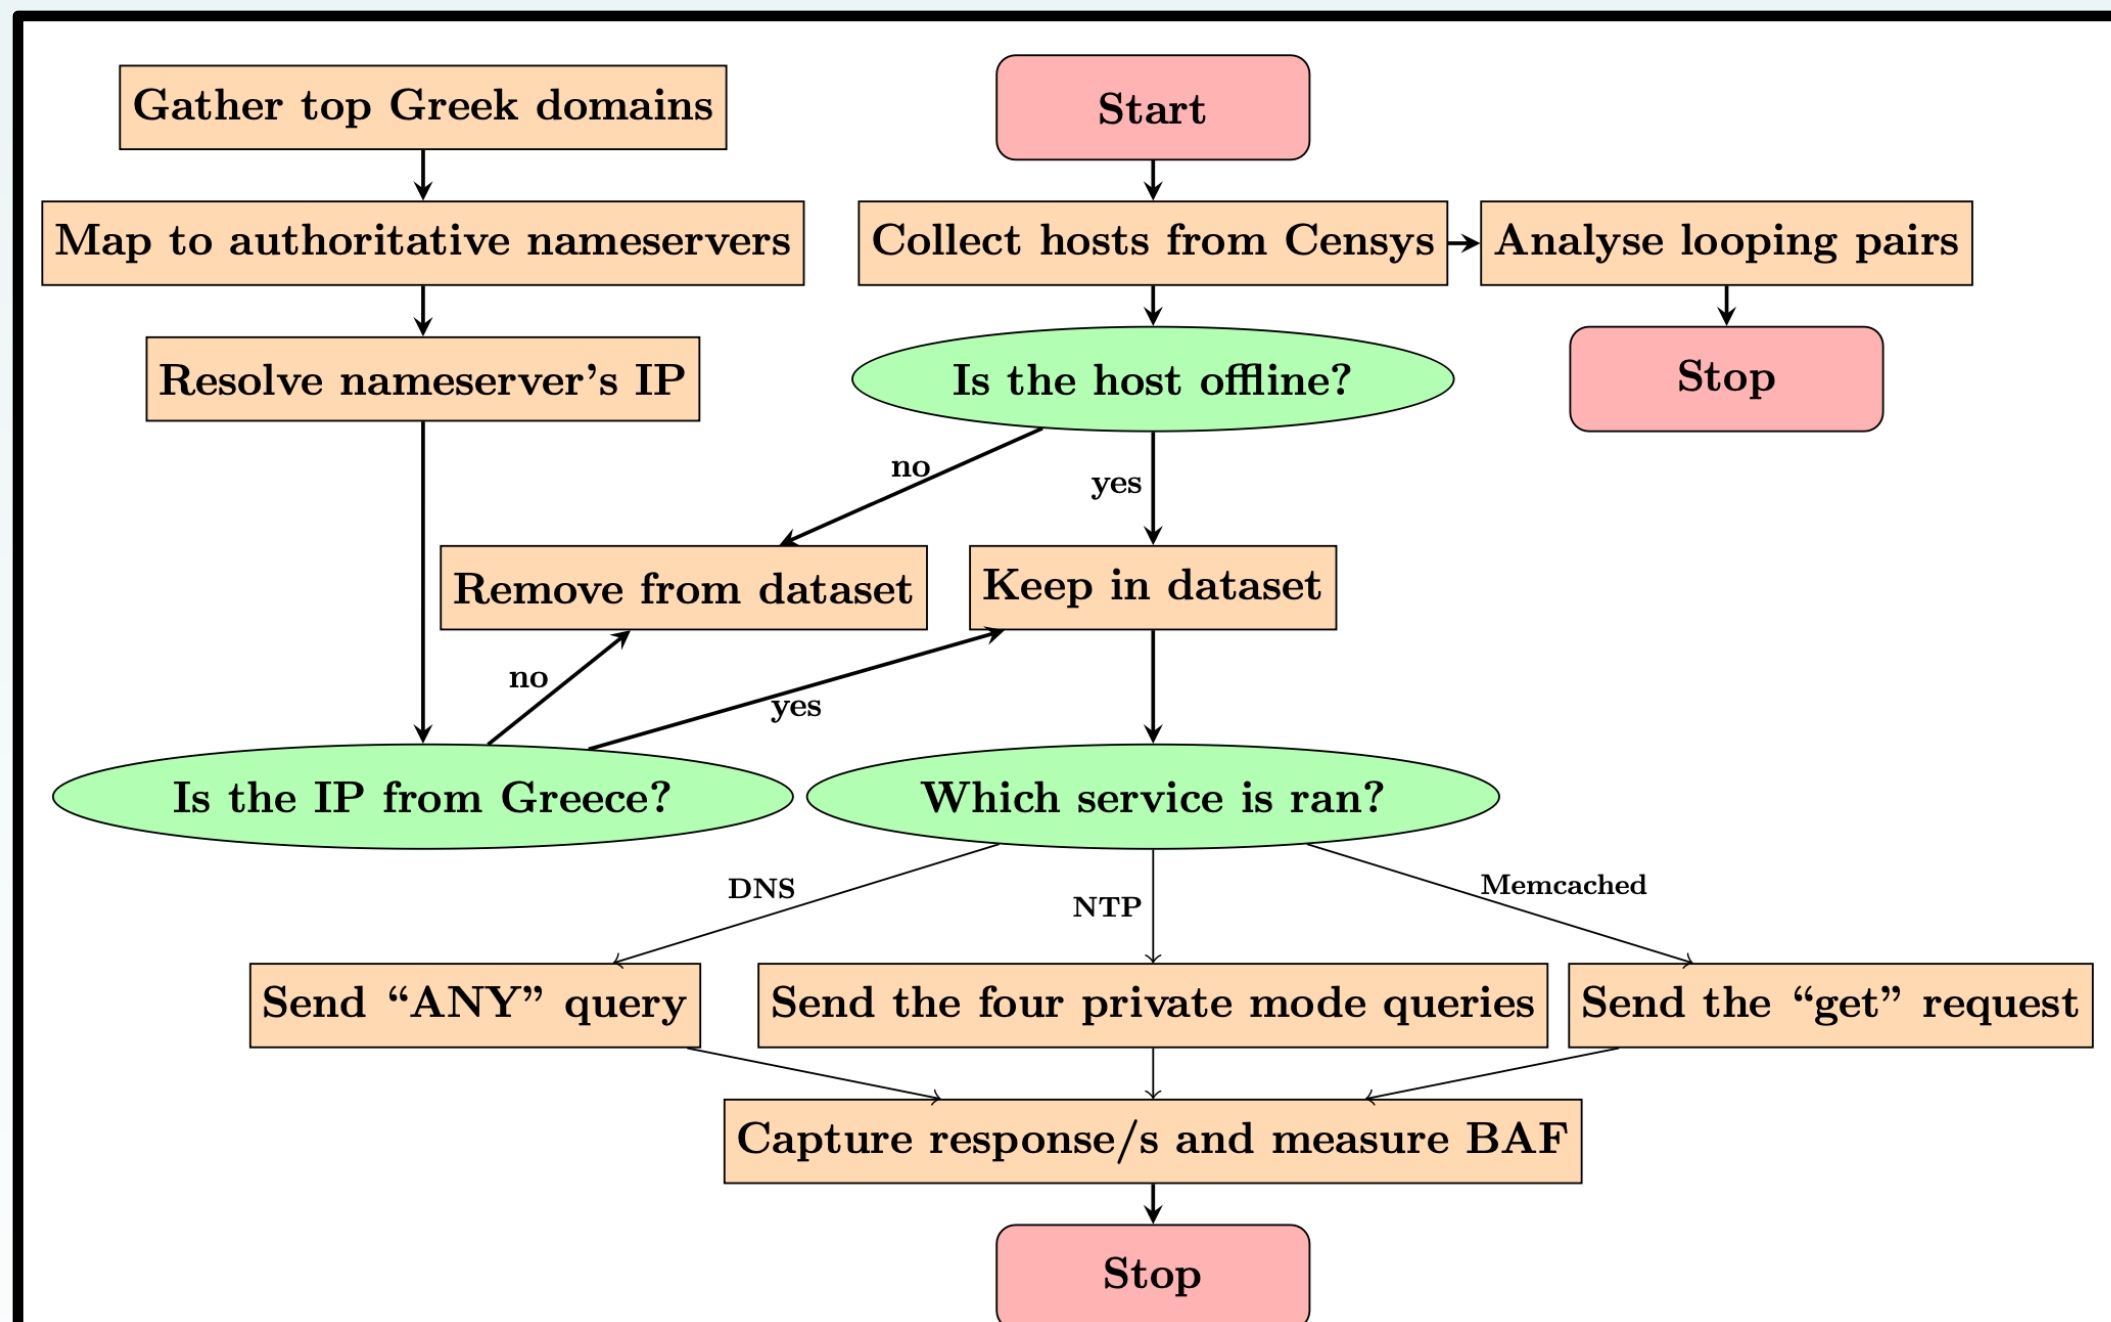 Gather top Greek domains
Start
Map to authoritative nameservers
Collect hosts from Censys
Analyse looping pairs
Resolve nameserver's IP
Is the host offline?
Stop
no
yes
Remove from dataset
Keep in dataset
no
yes
Is the IP from Greece?
Which service is ran?
DNS
NTP
Memcached
Send “ANY” query
Send the four private mode queries
Send the “get” request
Capture response/s and measure BAF
Stop